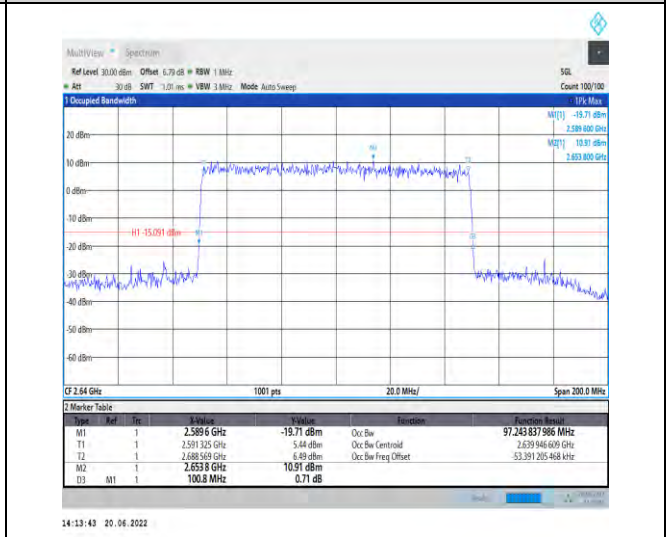 MultiView Spectrum
Ref Level 30.00 dBm Offset 6.79 dB RBW 1 MHz SGL
Att 30 dB SWT 1.01 ms VBW 3 MHz Mode Auto Sweep Count 100/100
1 Occupied Bandwidth 1Pk Max
M1[1] -19.71 dBm
2.589 600 GHz
M2[1] 10.91 dBm
2.653 800 GHz
20 dBm
M2
10 dBm
T1
T2
0 dBm
-10 dBm
H1 -15.091 dBm
M1
D3
-20 dBm
-30 dBm
-40 dBm
-50 dBm
-60 dBm
CF 2.64 GHz 1001 pts 20.0 MHz/ Span 200.0 MHz
2 Marker Table
Type Ref Trc X-Value Y-Value Function Function Result
M1 1 2.589 6 GHz -19.71 dBm Occ Bw 97.243 837 986 MHz
T1 1 2.591 325 GHz 5.44 dBm Occ Bw Centroid 2.639 946 609 GHz
T2 1 2.688 569 GHz 6.49 dBm Occ Bw Freq Offset -53.391 205 468 kHz
M2 1 2.653 8 GHz 10.91 dBm
D3 M1 1 100.8 MHz 0.71 dB
14:13:43 20.06.2022